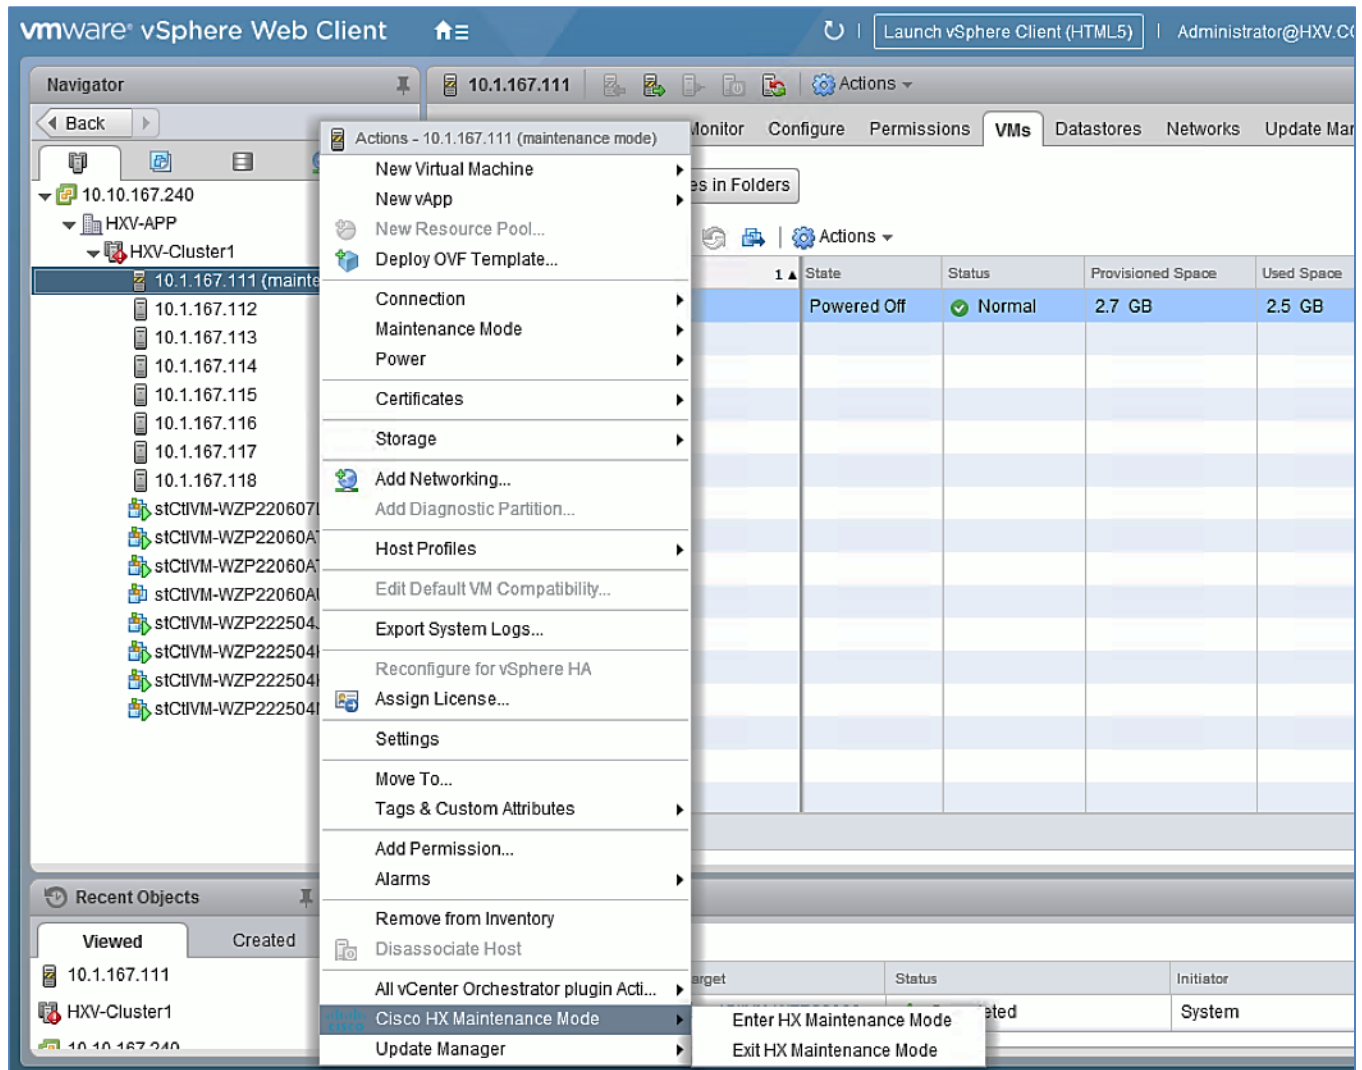 vmware® vSphere Web Client
Launch vSphere Client (HTML5)
Navigator
10.1.167.111
Actions
Back
Actions - 10.1.167.111 (maintenance mode)
Monitor
Configure
Permissions
VMs
Datastores
Networks
New Virtual Machine
New vApp
in Folders
New Resource Pool...
Deploy OVF Template...
Connection
Maintenance Mode
Power
Certificates
Storage
Add Networking...
Add Diagnostic Partition...
Host Profiles
Edit Default VM Compatibility...
Export System Logs...
Reconfigure for vSphere HA
Assign License...
Settings
Move To...
Tags & Custom Attributes
Add Permission...
Alarms
Remove from Inventory
Disassociate Host
All vCenter Orchestrator plugin Acti...
cisco Cisco HX Maintenance Mode
Update Manager
Enter HX Maintenance Mode
Exit HX Maintenance Mode
10.10.167.240
HXV-APP
HXV-Cluster1
10.1.167.111
10.1.167.112
10.1.167.113
10.1.167.114
10.1.167.115
10.1.167.116
10.1.167.117
10.1.167.118
stCtlVM-WZP220607
stCtlVM-WZP22060A
stCtlVM-WZP22060A
stCtlVM-WZP22060A
stCtlVM-WZP222504
stCtlVM-WZP222504
stCtlVM-WZP222504
stCtlVM-WZP222504
Actions
1 State Status Provisioned Space Used Space
Powered Off Normal 2.7 GB 2.5 GB
Recent Objects
Viewed Created
10.1.167.111
HXV-Cluster1
10.10.167.240
Status Initiator
System